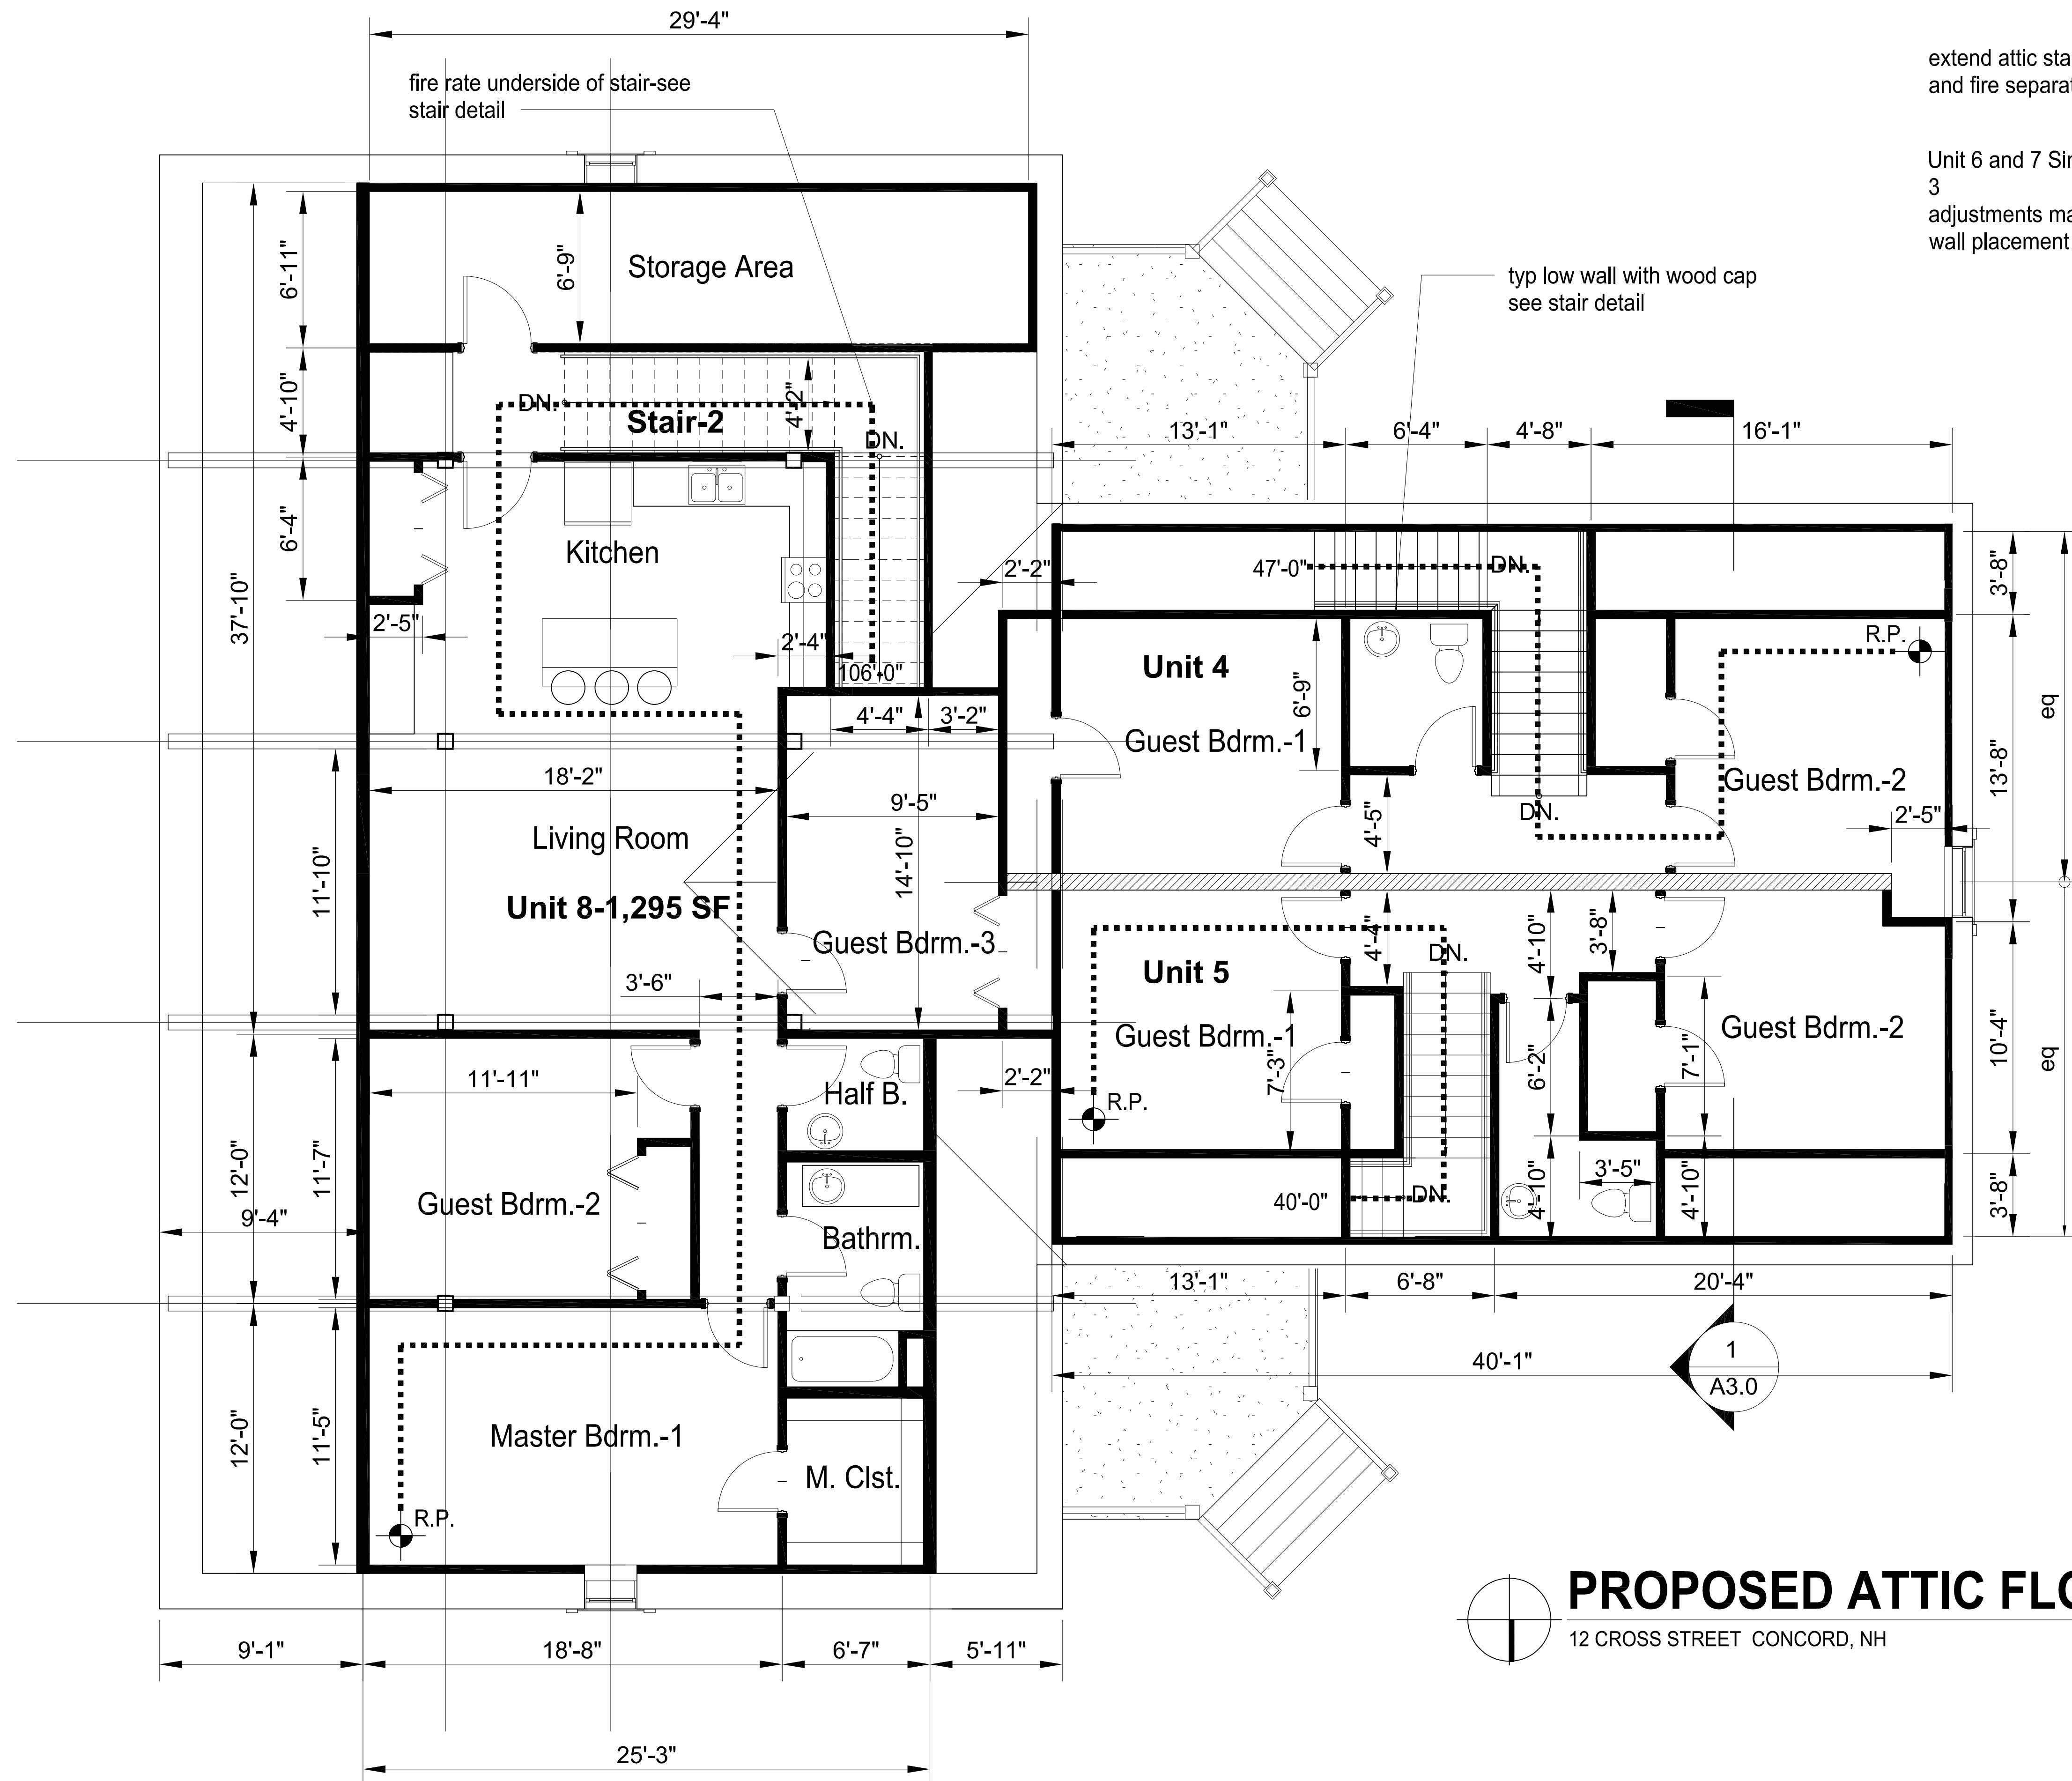 29'-4"
fire rate underside of stair-see
stair detail
extend attic
and fire
Unit 6 and 7
3
adjustments
wall placement
6'-11"
6'-9"
Storage Area
typ low wall with wood cap
see stair detail
4'-10"
DN.
Stair-2
4'-2"
DN.
13'-1"
6'-4"
4'-8"
16'-1"
6'-4"
Kitchen
37'-10"
2'-2"
47'-0"
DN.
3'-8"
2'-5"
2'-4"
106'-0"
Unit 4
R.P.
6'-9"
4'-4"
3'-2"
Guest Bdrm.-1
eq
13'-8"
18'-2"
Guest Bdrm.-2
9'-5"
4'-5"
DN.
2'-5"
Living Room
14'-10"
11'-10"
Unit 8-1,295 SF
Guest Bdrm.-3
4'-4"
DN.
4'-10"
3'-8"
Unit 5
3'-6"
Guest Bdrm.-1
Guest Bdrm.-2
10'-4"
eq
11'-11"
2'-2"
7'-3"
6'-2"
7'-1"
Half B.
R.P.
12'-0"
11'-7"
9'-4"
Guest Bdrm.-2
Bathrm.
40'-0"
DN.
4'-10"
3'-5"
4'-10"
3'-8"
13'-1"
6'-8"
20'-4"
1
A3.0
40'-1"
12'-0"
11'-5"
Master Bdrm.-1
M. Clst.
R.P.
PROPOSED ATTIC
12 CROSS STREET CONCORD, NH
9'-1"
18'-8"
6'-7"
5'-11"
25'-3"